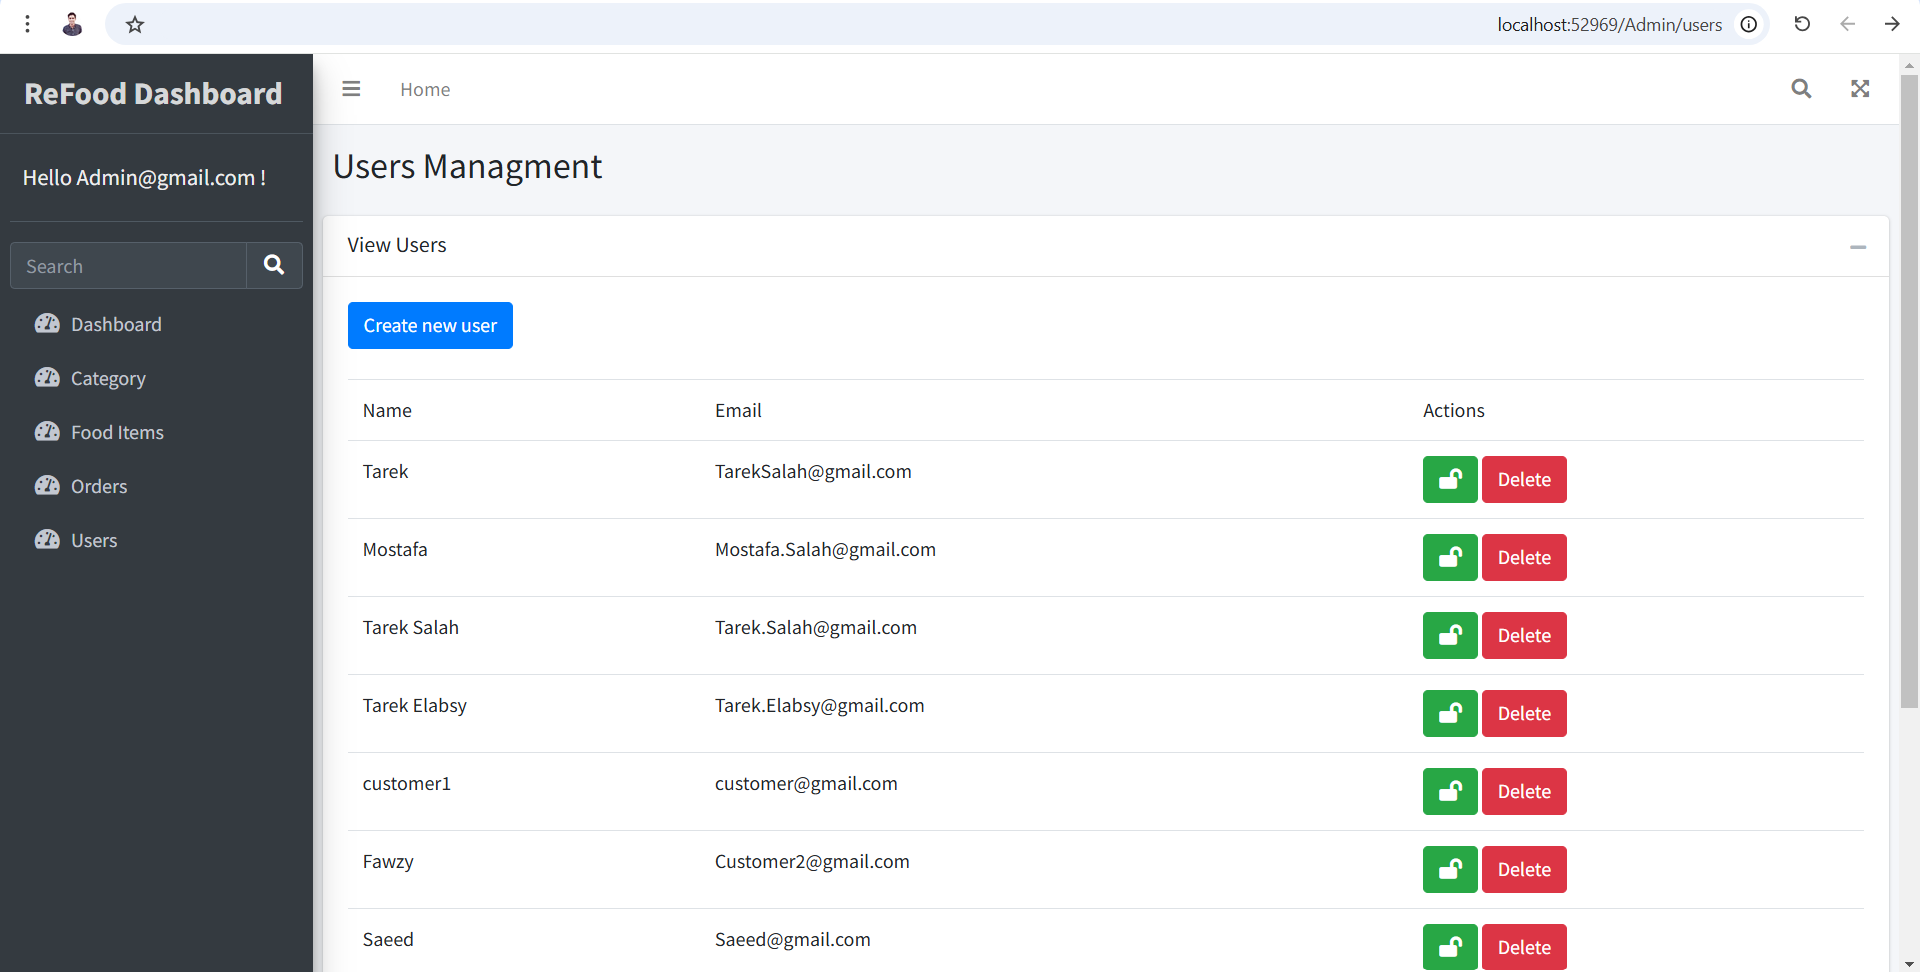 localhost:52969/Admin/users
ReFood Dashboard
Home
Hello Admin@gmail.com !
Search
Dashboard
Category
Food Items
Orders
Users
Users Managment
View Users
Create new user
Name Email Actions
Tarek TarekSalah@gmail.com Delete
Mostafa Mostafa.Salah@gmail.com Delete
Tarek Salah Tarek.Salah@gmail.com Delete
Tarek Elabsy Tarek.Elabsy@gmail.com Delete
customer1 customer@gmail.com Delete
Fawzy Customer2@gmail.com Delete
Saeed Saeed@gmail.com Delete